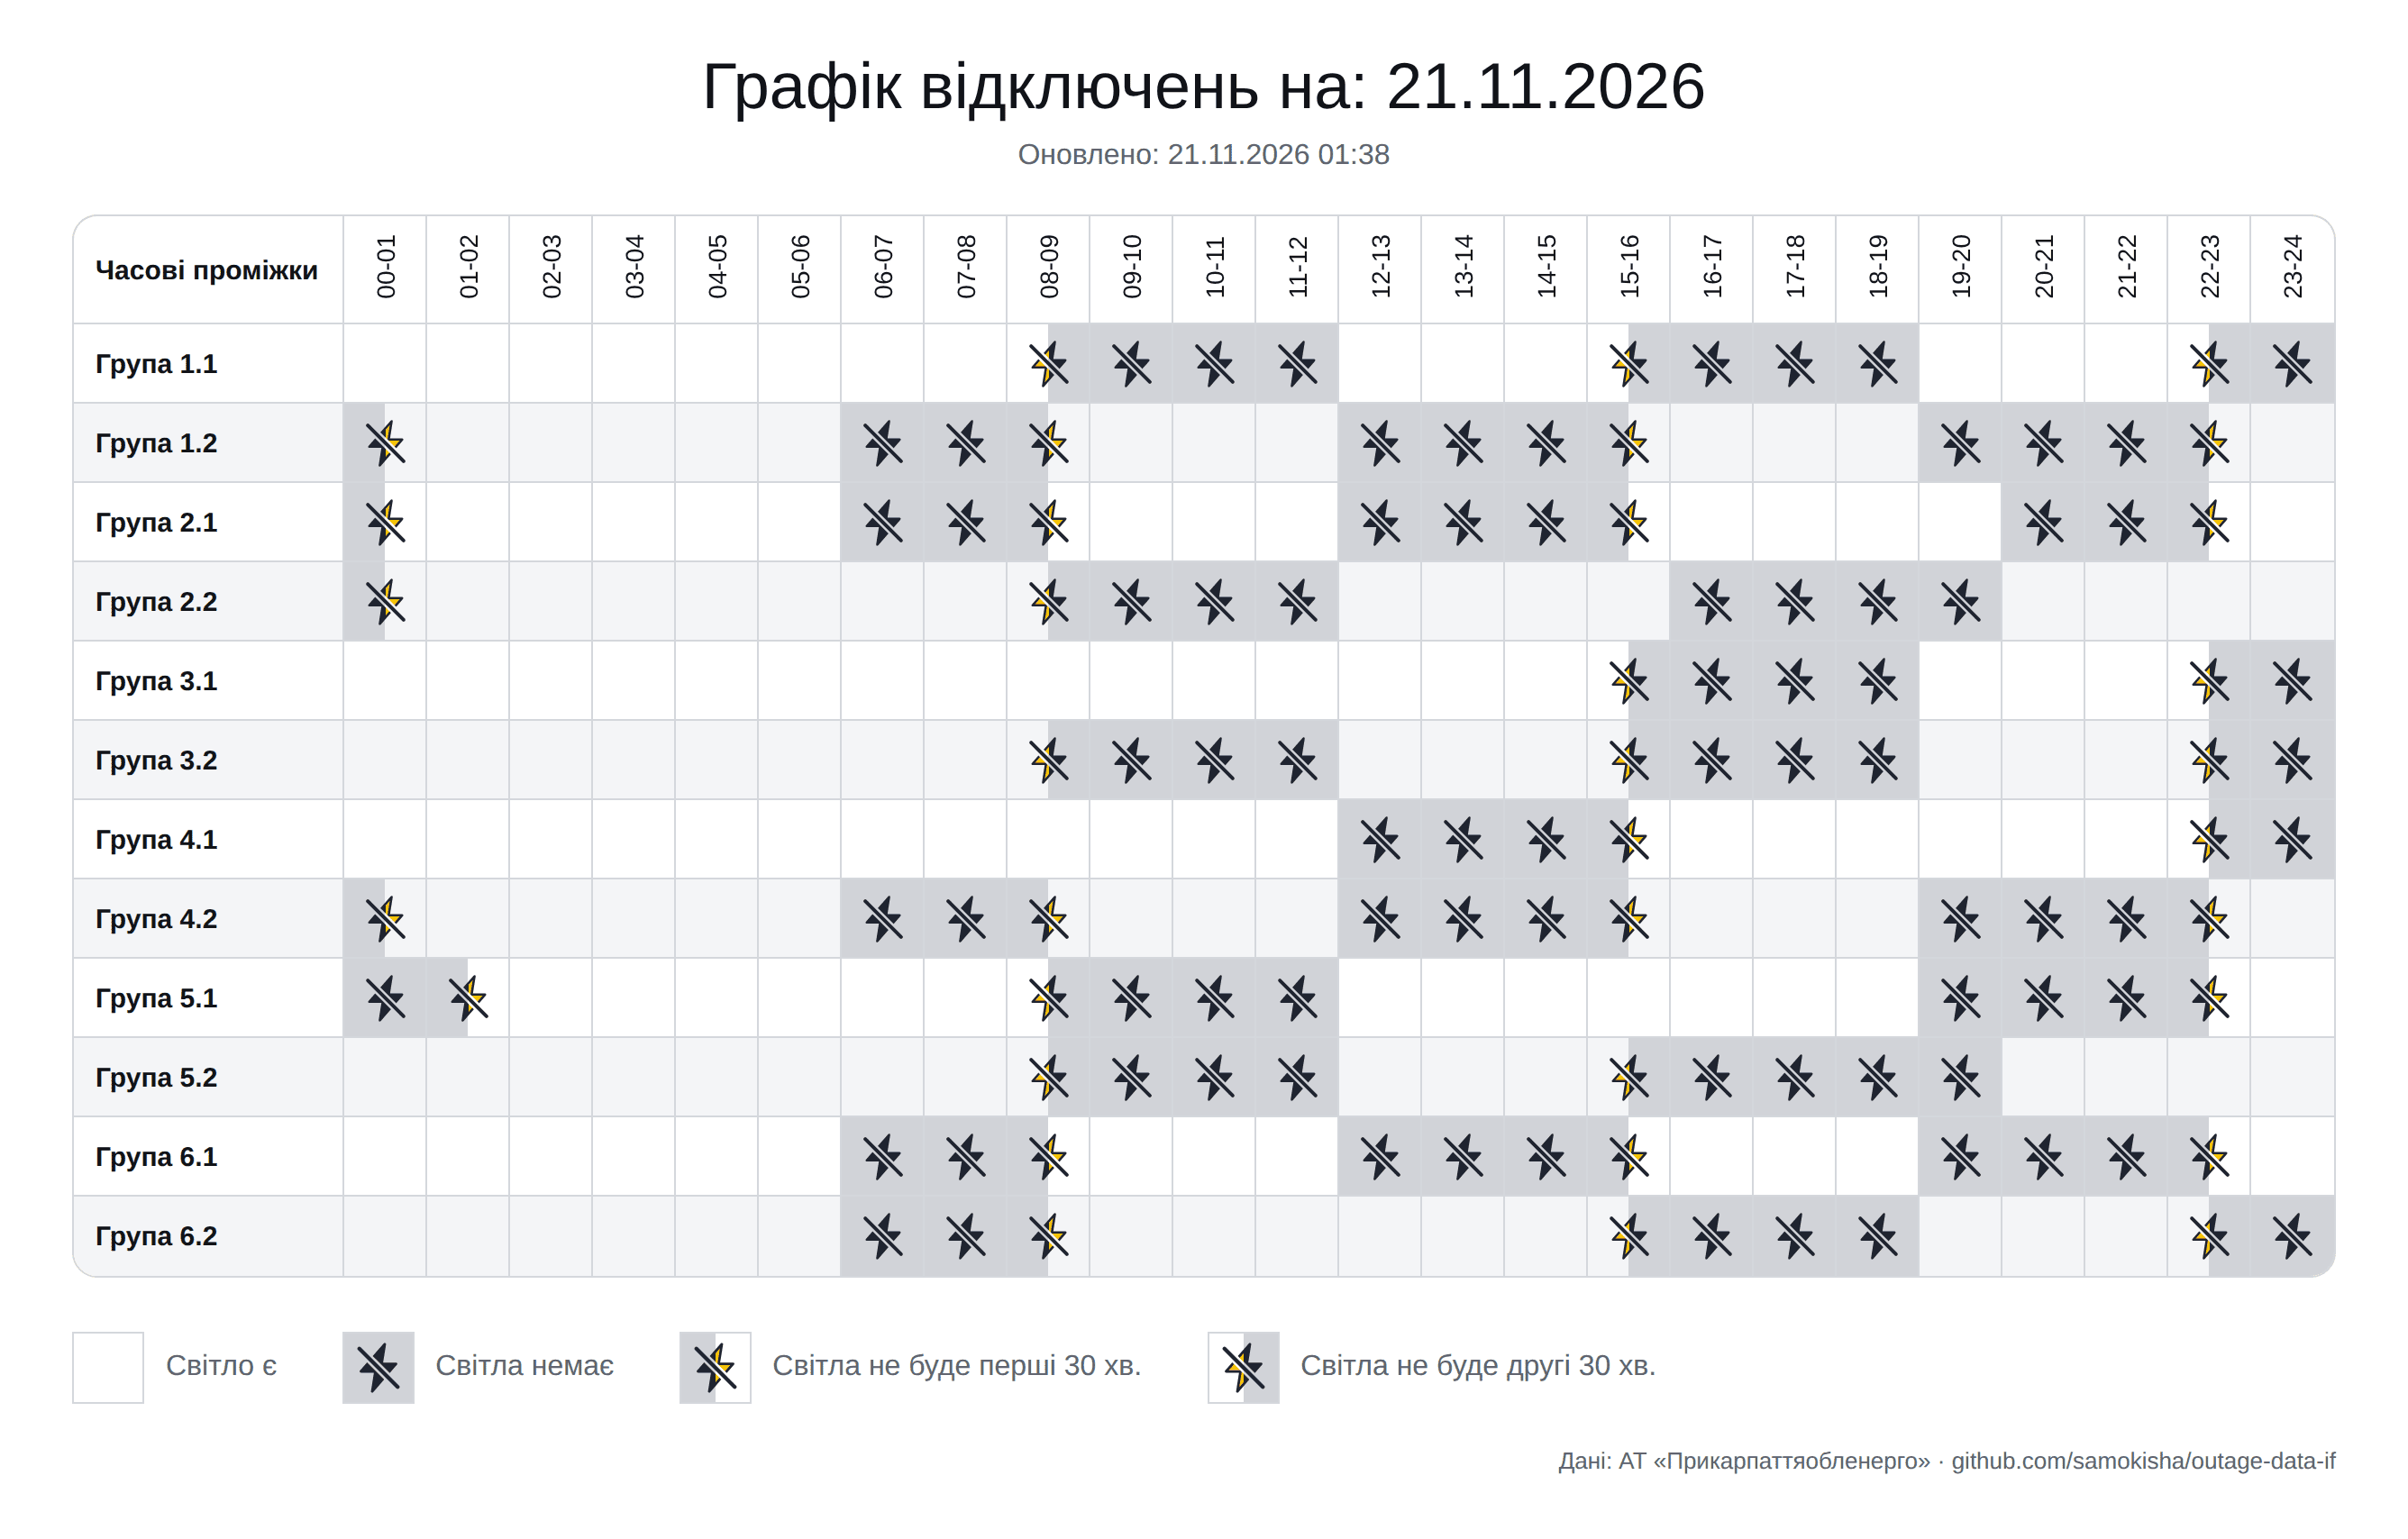 Графік відключень на: 21.11.2026
Оновлено: 21.11.2026 01:38
Часові проміжки 00-01 01-02 02-03 03-04 04-05 05-06 06-07 07-08 08-09 09-10 10-11 11-12 12-13 13-14 14-15 15-16 16-17 17-18 18-19 19-20 20-21 21-22 22-23 23-24
Група 1.1
Група 1.2
Група 2.1
Група 2.2
Група 3.1
Група 3.2
Група 4.1
Група 4.2
Група 5.1
Група 5.2
Група 6.1
Група 6.2
Світло є Світла немає Світла не буде перші 30 хв. Світла не буде другі 30 хв.
Дані: АТ «Прикарпаттяобленерго» · github.com/samokisha/outage-data-if